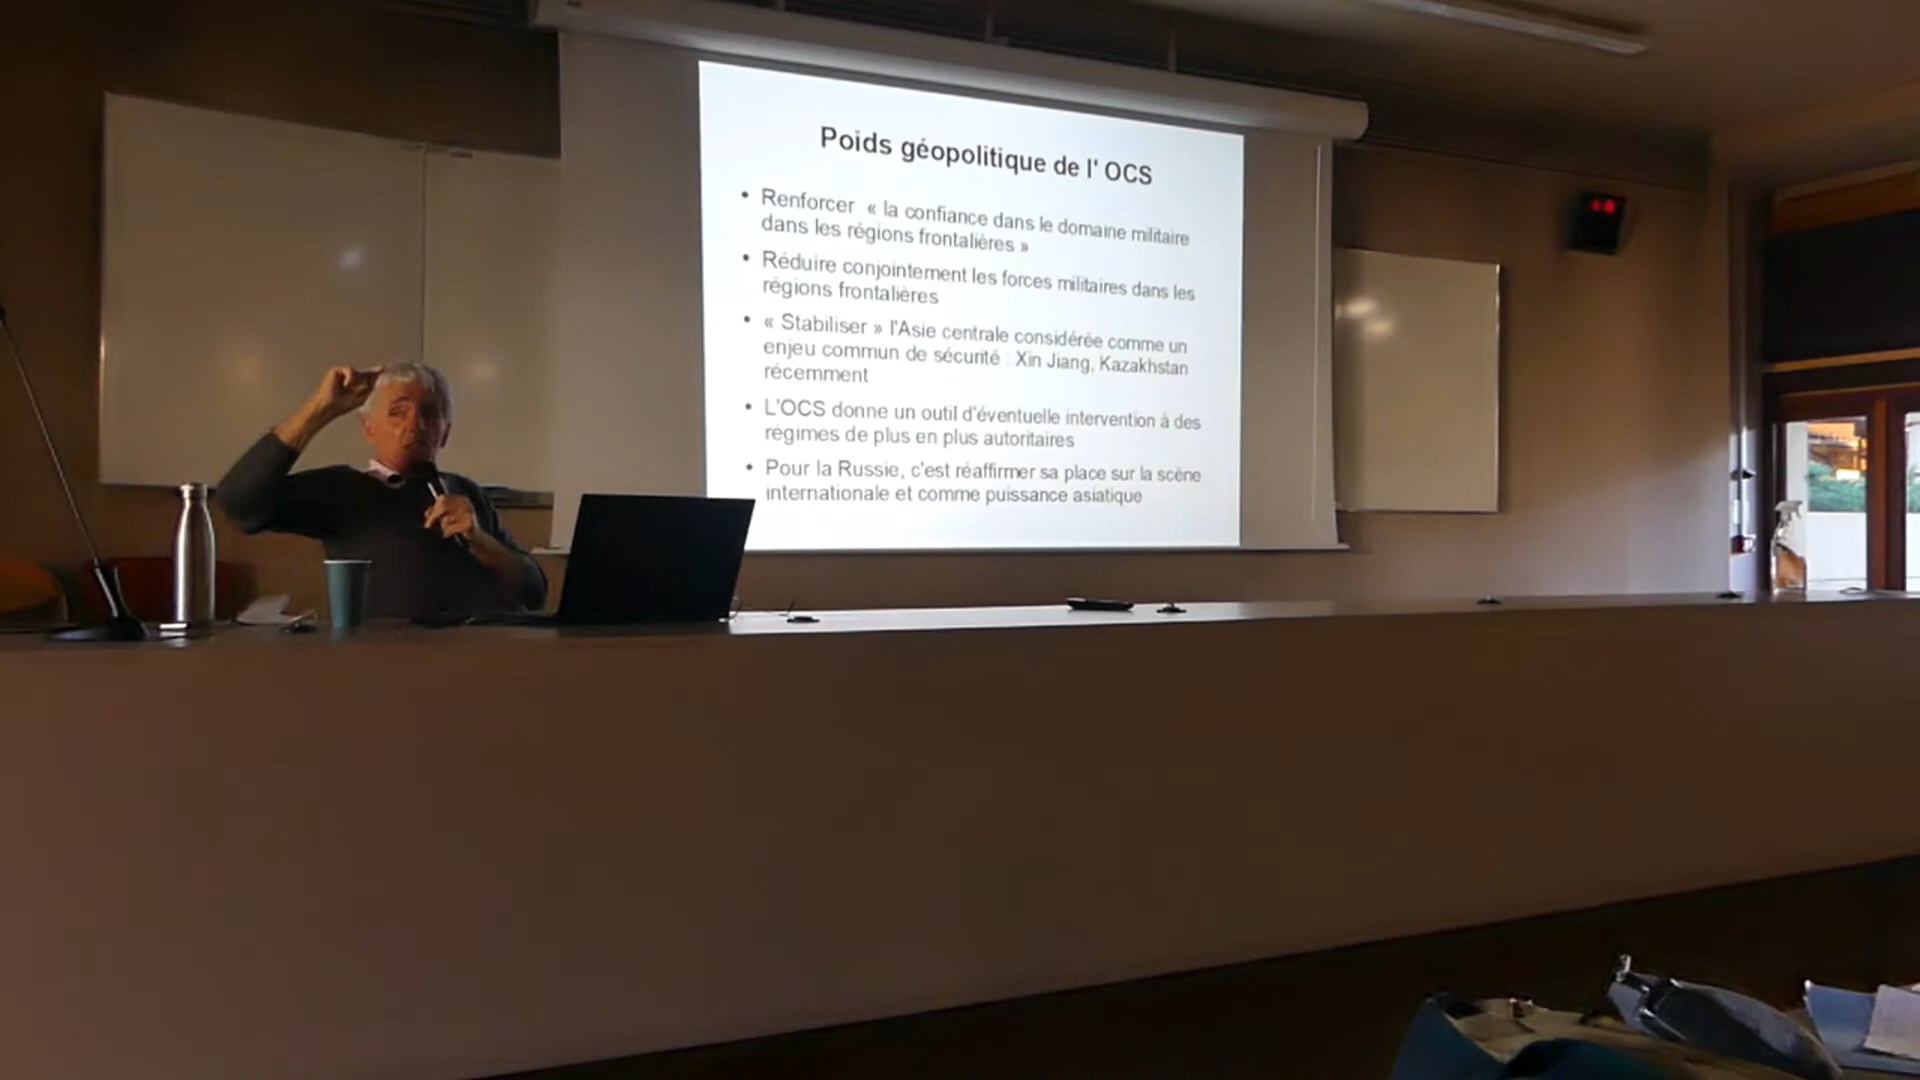 Poids géopolitique de l' OCS
• Renforcer « la confiance dans le domaine militaire
dans les régions frontalières »
• Réduire conjointement les forces militaires dans les
régions frontalières
• « Stabiliser » l'Asie centrale considérée comme un
enjeu commun de sécurité : Xin Jiang, Kazakhstan
récemment
• L'OCS donne un outil d'éventuelle intervention à des
régimes de plus en plus autoritaires
• Pour la Russie, c'est réaffirmer sa place sur la scène
internationale et comme puissance asiatique